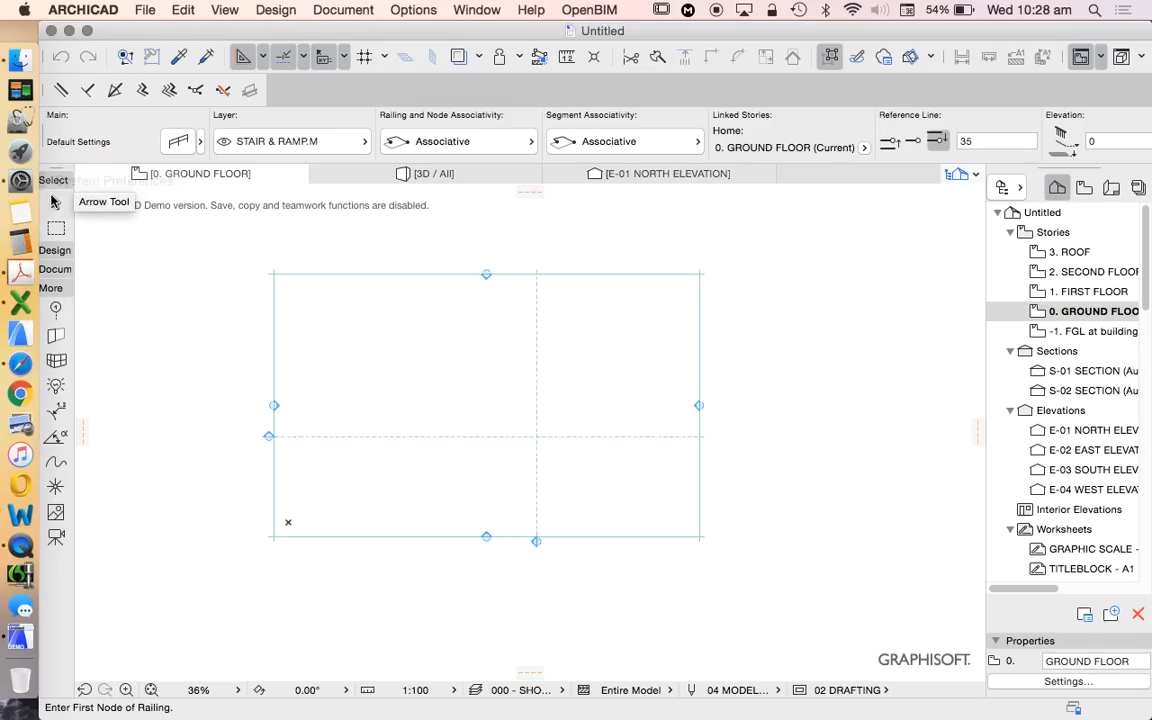 ARCHICAD File Edit View Design Document Options Window Help OpenBIM 54% Wed 10:28 am
Untitled
Main: Layer: Railing and Node Associativity: Segment Associativity: Linked Stories: Reference Line: Elevation:
Default Settings STAIR & RAMP.M Associative Associative Home: 35 0
0. GROUND FLOOR (Current)
Select [0. GROUND FLOOR] [3D / All] [E-01 NORTH ELEVATION]
Arrow Tool D Demo version. Save, copy and teamwork functions are disabled.
Design
Docum
More
Untitled
Stories
3. ROOF
2. SECOND FLOOR
1. FIRST FLOOR
0. GROUND FLOO
-1. FGL at building
Sections
S-01 SECTION (Au
S-02 SECTION (Au
Elevations
E-01 NORTH ELEV
E-02 EAST ELEVAT
E-03 SOUTH ELEV
E-04 WEST ELEVAT
Interior Elevations
Worksheets
GRAPHIC SCALE -
TITLEBLOCK - A1
Properties
0. GROUND FLOOR
Settings...
GRAPHISOFT.
36% 0.00° 1:100 000 - SHO... Entire Model 04 MODEL... 02 DRAFTING
Enter First Node of Railing.